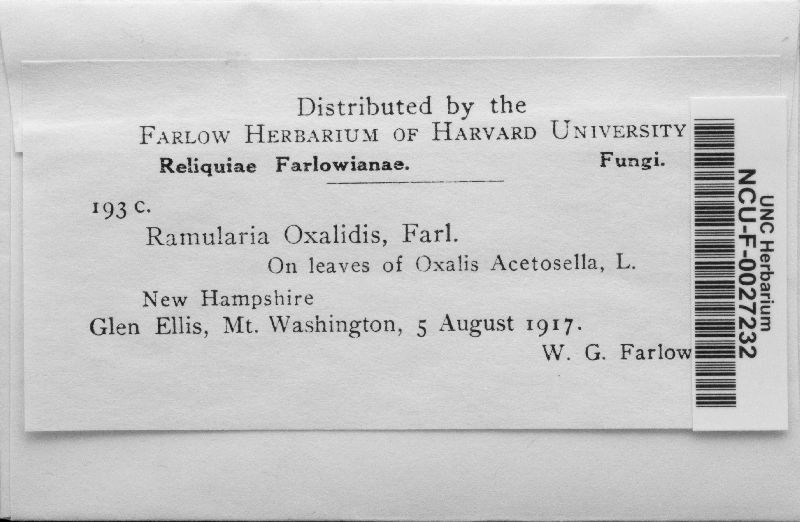 Distributed by the
FARLOW HERBARIUM OF HARVARD UNIVERSITY
Reliquiae Farlowianae. Fungi.
193 c.
Ramularia Oxalidis, Farl.
On leaves of Oxalis Acetosella, L.
New Hampshire
Glen Ellis, Mt. Washington, 5 August 1917.
W. G. Farlow
UNC Herbarium
NCU-F-0027232